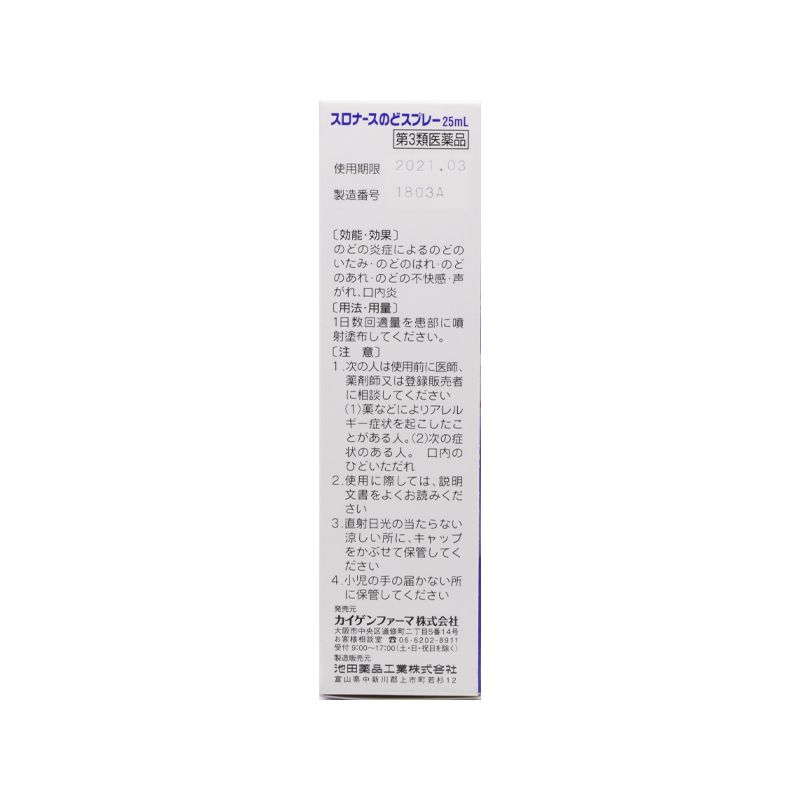 スロナースのどスプレー25mL
第3類医薬品
使用期限 2021.03
製造番号 1803A
〔効能・効果〕
のどの炎症によるのどの
いたみ・のどのはれ・のど
のあれ・のどの不快感・声
がれ、口内炎
〔用法・用量〕
1日数回適量を患部に噴
射塗布してください。
〔注 意〕
1.次の人は使用前に医師、
薬剤師又は登録販売者
に相談してください
(1)薬などによりアレル
ギー症状を起こしたこ
とがある人。(2)次の症
状のある人。 口内の
ひどいただれ
2.使用に際しては、説明
文書をよくお読みくだ
さい
3.直射日光の当たらない
涼しい所に、キャップ
をかぶせて保管してく
ださい
4.小児の手の届かない所
に保管してください
発売元
カイゲンファーマ株式会社
大阪市中央区道修町二丁目5番14号
お客様相談室 ☎06-6202-8911
受付 9:00〜17:00(土・日・祝日を除く)
製造販売元
池田薬品工業株式会社
富山県中新川郡上市町若杉12